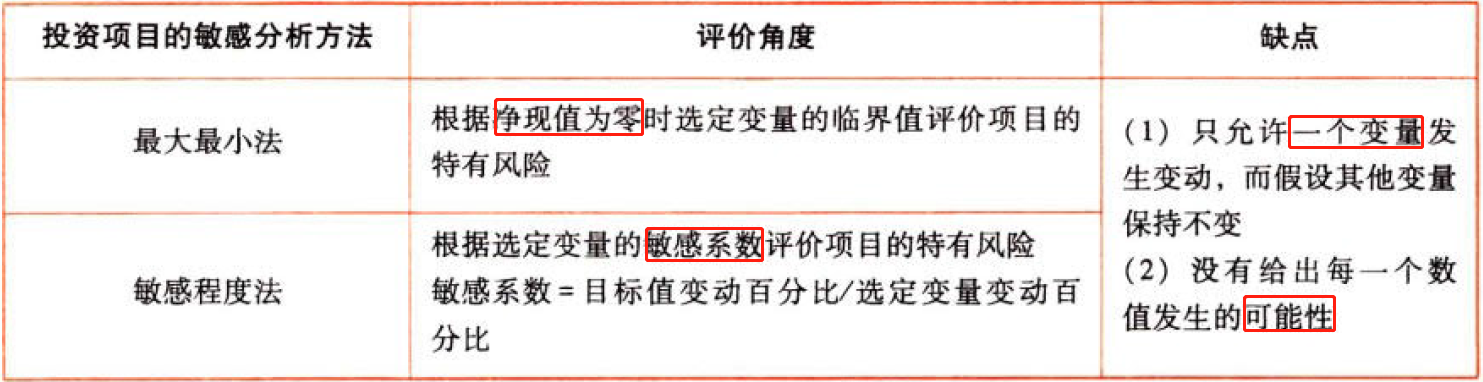 投资项目的敏感分析方法
评价角度
缺点
最大最小法
根据净现值为零时选定变量的临界值评价项目的
特有风险
(1) 只允许一个变量发
生变动，而假设其他变量
保持不变
(2) 没有给出每一个数
值发生的可能性
敏感程度法
根据选定变量的敏感系数评价项目的特有风险
敏感系数=目标值变动百分比/选定变量变动百
分比